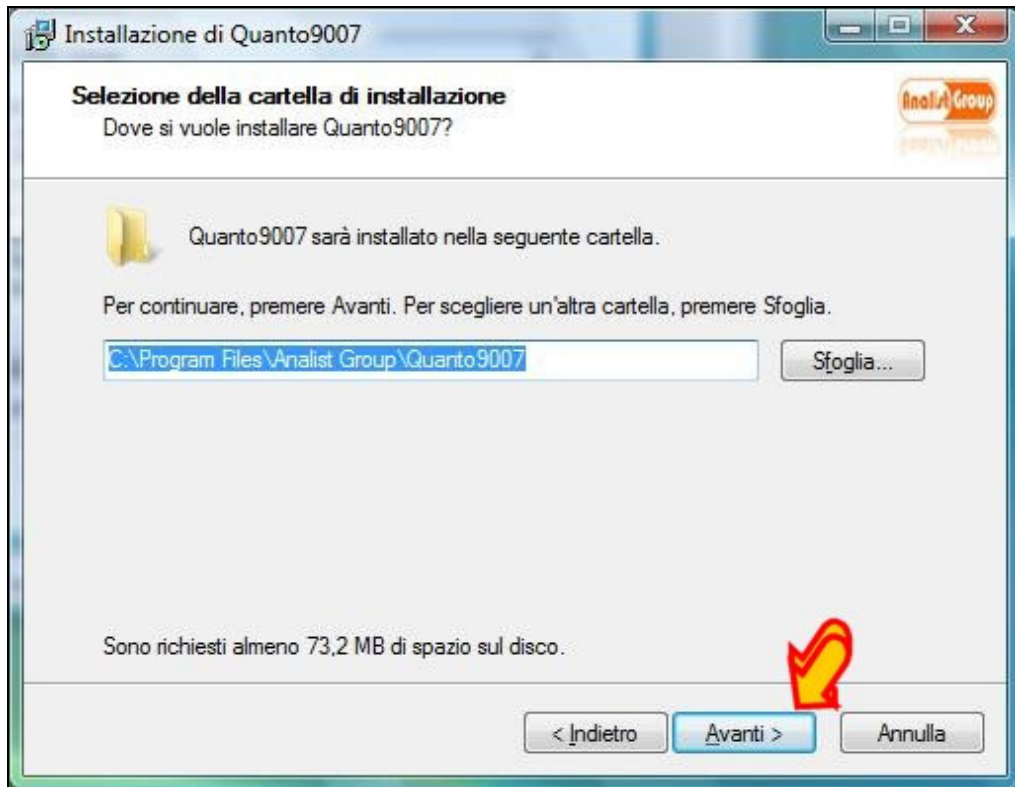 Installazione di Quanto9007
Selezione della cartella di installazione
Dove si vuole installare Quanto9007?
Analist Group
Quanto9007 sarà installato nella seguente cartella.
Per continuare, premere Avanti. Per scegliere un'altra cartella, premere Sfoglia.
C:\Program Files\Analist Group\Quanto9007
Sfoglia...
Sono richiesti almeno 73,2 MB di spazio sul disco.
< Indietro
Avanti >
Annulla